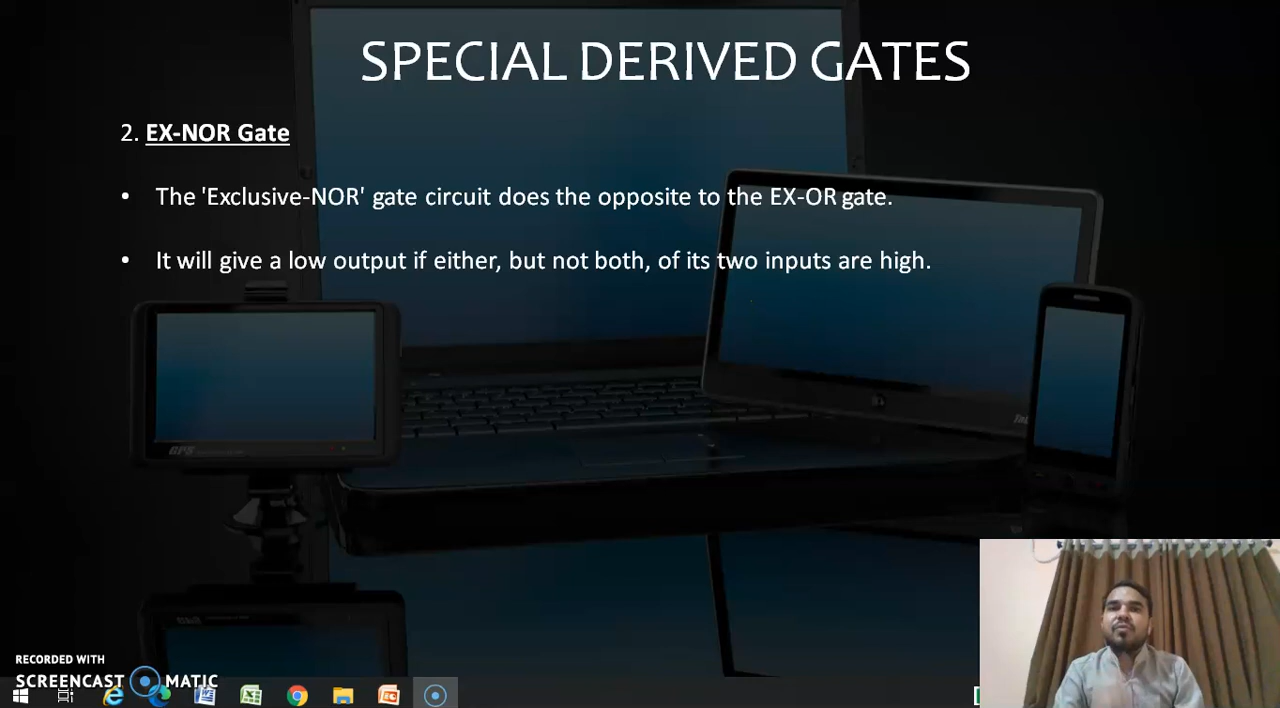 SPECIAL DERIVED GATES
2. EX-NOR Gate
• The 'Exclusive-NOR' gate circuit does the opposite to the EX-OR gate.
• It will give a low output if either, but not both, of its two inputs are high.
GPS
RECORDED WITH
SCREENCAST MATIC